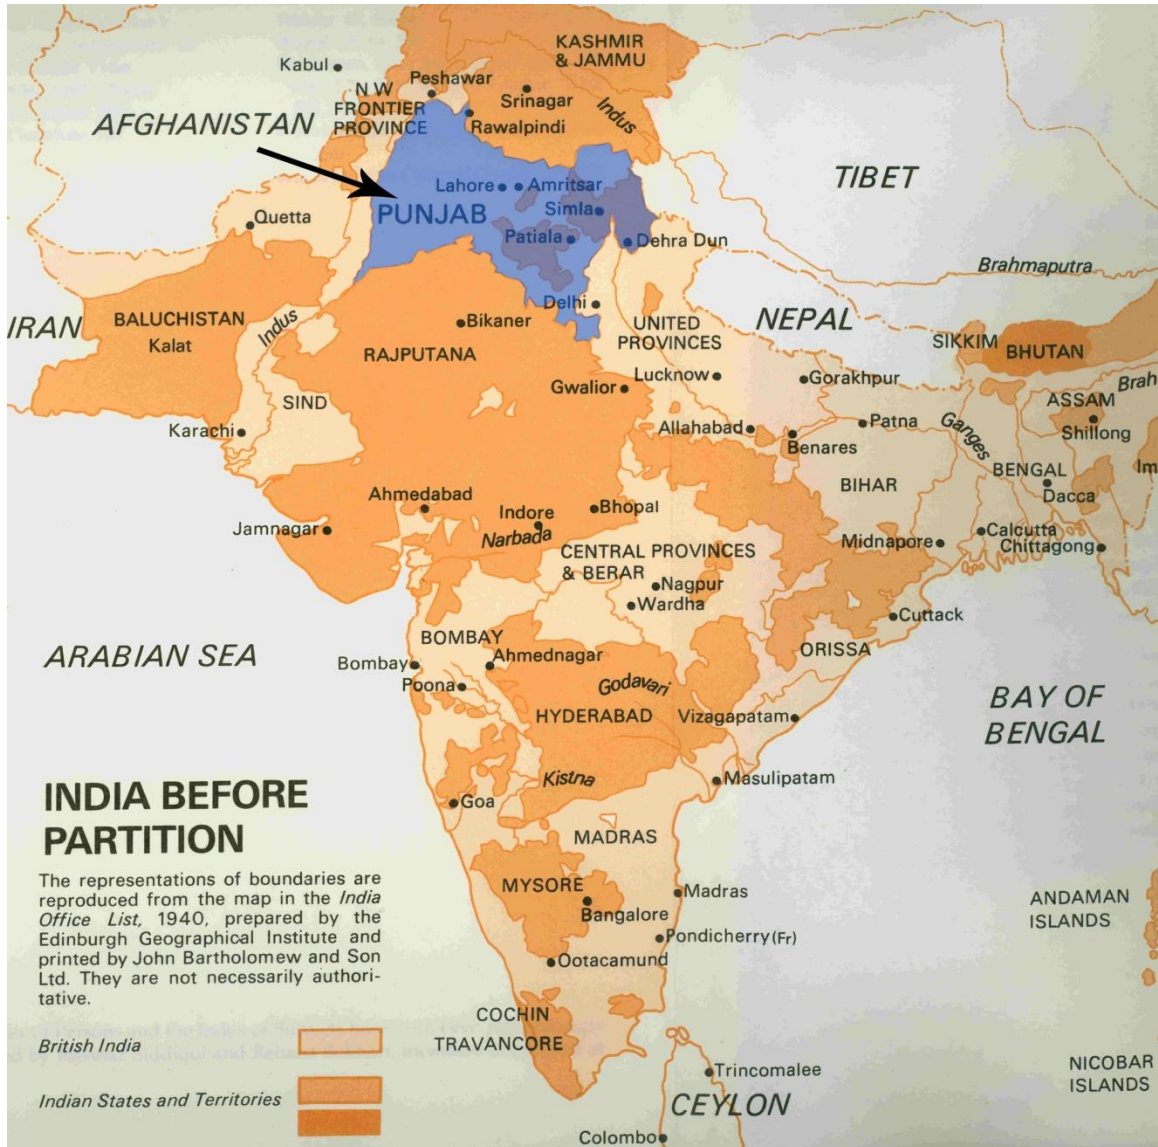 KASHMIR
& JAMMU
Kabul
Peshawar
N W
FRONTIER
PROVINCE
Srinagar
Indus
Rawalpindi
AFGHANISTAN
TIBET
Lahore
Amritsar
PUNJAB
Simla
Quetta
Patiala
Dehra Dun
Brahmaputra
Delhi
IRAN
BALUCHISTAN
Kalat
Indus
Bikaner
UNITED
PROVINCES
NEPAL
SIKKIM
BHUTAN
RAJPUTANA
Lucknow
Gorakhpur
Gwalior
Brah
SIND
ASSAM
Karachi
Allahabad
Patna
Ganges
Shillong
Benares
BENGAL
Im
BIHAR
Dacca
Ahmedabad
Jamnagar
Indore
Bhopal
Narbada
Midnapore
Calcutta
Chittagong
CENTRAL PROVINCES
& BERAR
Nagpur
Wardha
Cuttack
BOMBAY
ORISSA
ARABIAN SEA
Bombay
Ahmednagar
Poona
Godavari
HYDERABAD
Vizagapatam
BAY OF
BENGAL
Kistna
Masulipatam
Goa
INDIA BEFORE
PARTITION
MADRAS
The representations of boundaries are
reproduced from the map in the India
Office List, 1940, prepared by the
Edinburgh Geographical Institute and
printed by John Bartholomew and Son
Ltd. They are not necessarily authori-
tative.
MYSORE
Madras
Bangalore
ANDAMAN
ISLANDS
Pondicherry (Fr)
Ootacamund
COCHIN
TRAVANCORE
British India
Indian States and Territories
Trincomalee
NICOBAR
ISLANDS
CEYLON
Colombo